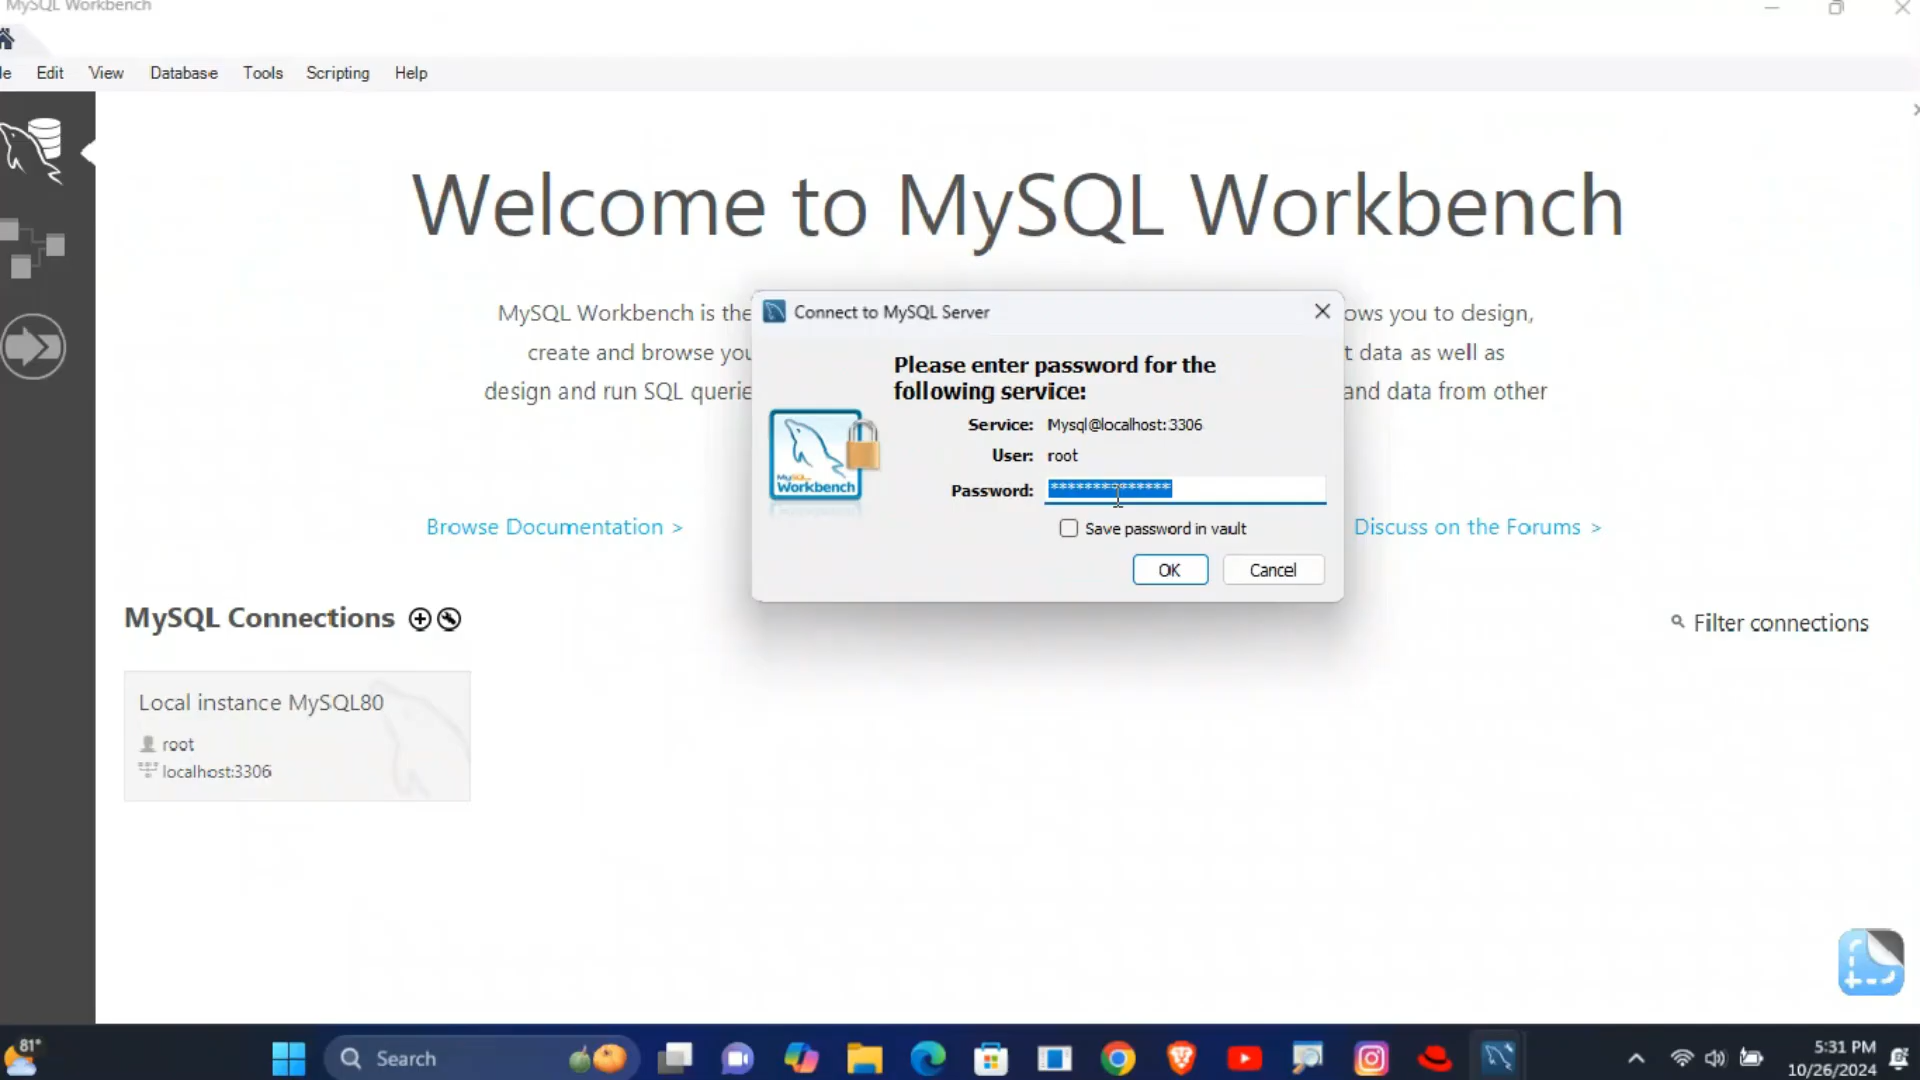 MySQL Workbench
Edit View Database Tools Scripting Help
Welcome to MySQL Workbench
MySQL Workbench is the
ows you to design,
create and browse you
t data as well as
design and run SQL querie
and data from other
Connect to MySQL Server
Please enter password for the
following service:
Service: Mysql@localhost:3306
User: root
Password: **************
Save password in vault
OK Cancel
MySQL
Workbench
Browse Documentation >
Discuss on the Forums >
MySQL Connections
Filter connections
Local instance MySQL80
root
localhost:3306
81°
Search
5:31 PM
10/26/2024